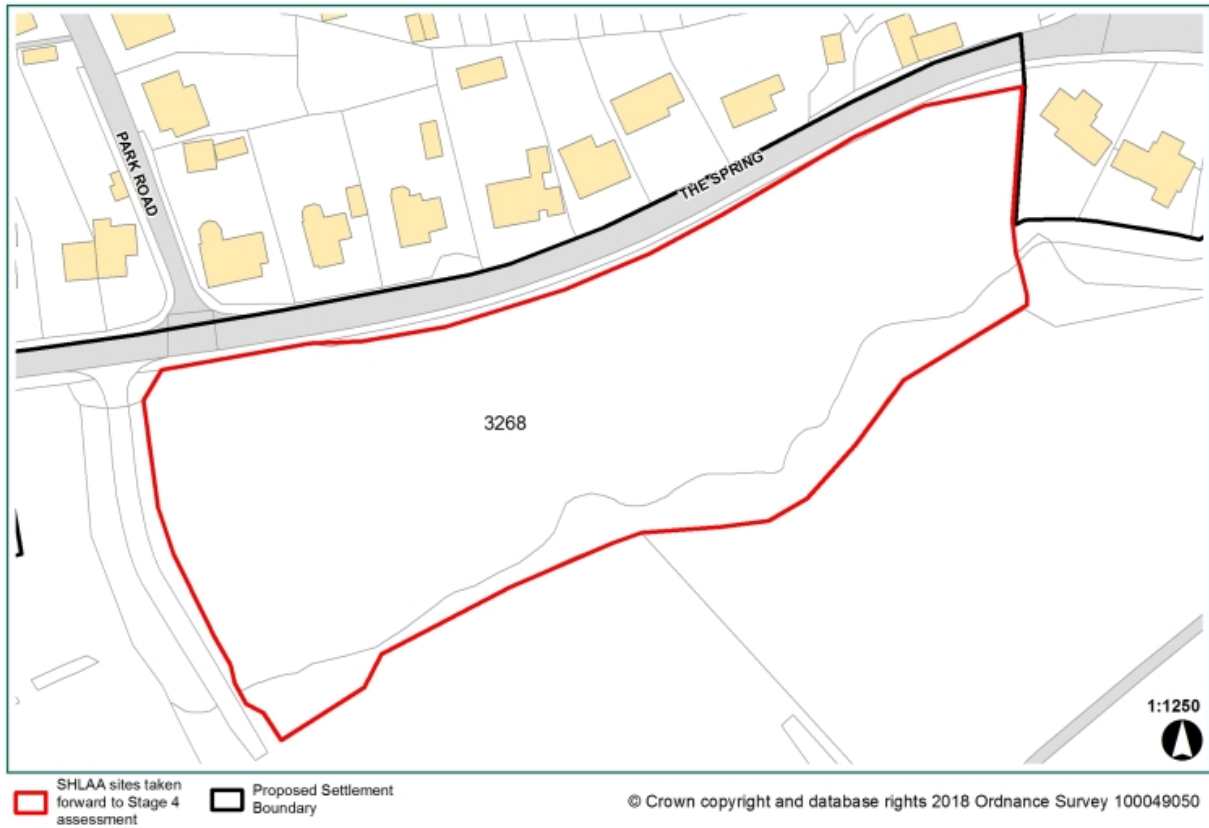 PARK ROAD
THE SPRING
3268
1:1250
SHLAA sites taken
forward to Stage 4
assessment
Proposed Settlement
Boundary
© Crown copyright and database rights 2018 Ordnance Survey 100049050